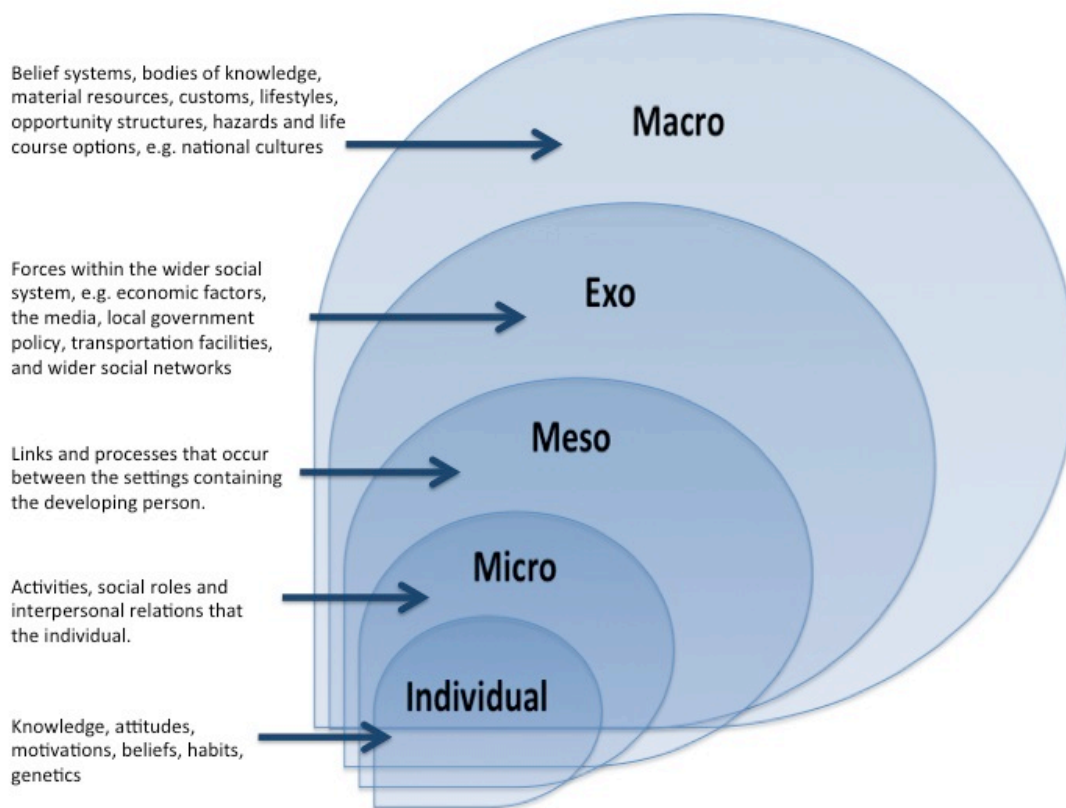 Belief systems, bodies of knowledge,
material resources, customs, lifestyles,
opportunity structures, hazards and life
course options, e.g. national cultures
Macro
Forces within the wider social
system, e.g. economic factors,
the media, local government
policy, transportation facilities,
and wider social networks
Exo
Links and processes that occur
between the settings containing
the developing person.
Meso
Activities, social roles and
interpersonal relations that
the individual.
Micro
Knowledge, attitudes,
motivations, beliefs, habits,
genetics
Individual